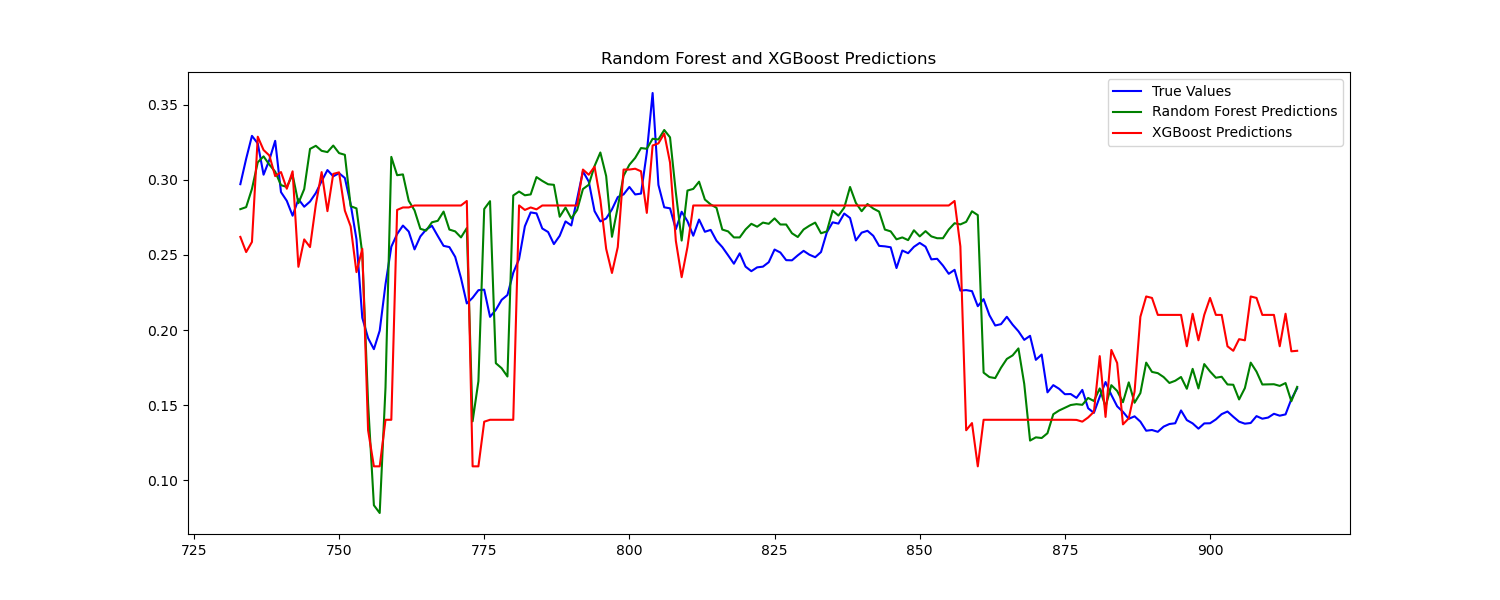 Random Forest and XGBoost Predictions
True Values
Random Forest Predictions
XGBoost Predictions
0.35
0.30
0.25
0.20
0.15
0.10
725 750 775 800 825 850 875 900